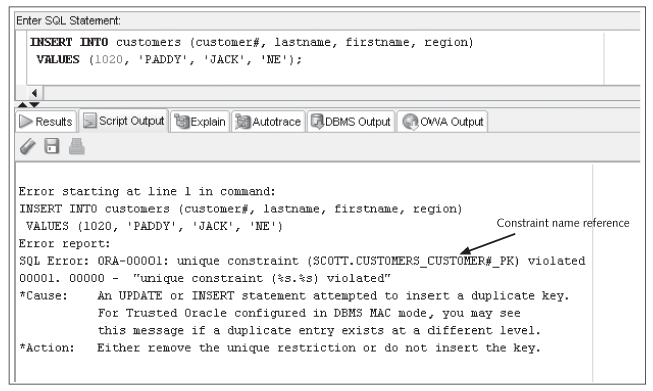 Enter SQL Statement:
INSERT INTO customers (customer#, lastname, firstname, region)
VALUES (1020, 'PADDY', 'JACK', 'NE');
Results Script Output Explain Autotrace DBMS Output OWA Output
Error starting at line 1 in command:
INSERT INTO customers (customer#, lastname, firstname, region)
VALUES (1020, 'PADDY', 'JACK', 'NE')
Constraint name reference
Error report:
SQL Error: ORA-00001: unique constraint (SCOTT.CUSTOMERS_CUSTOMER#_PK) violated
00001. 00000 - "unique constraint (%s.%s) violated"
*Cause: An UPDATE or INSERT statement attempted to insert a duplicate key.
For Trusted Oracle configured in DBMS MAC mode, you may see
this message if a duplicate entry exists at a different level.
*Action: Either remove the unique restriction or do not insert the key.